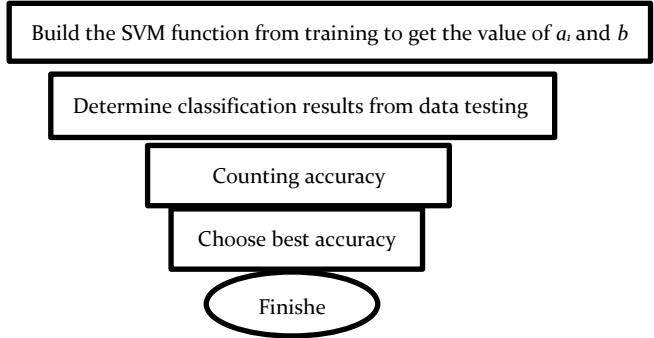 Build the SVM function from training to get the value of a₁ and b
Determine classification results from data testing
Counting accuracy
Choose best accuracy
Finishe